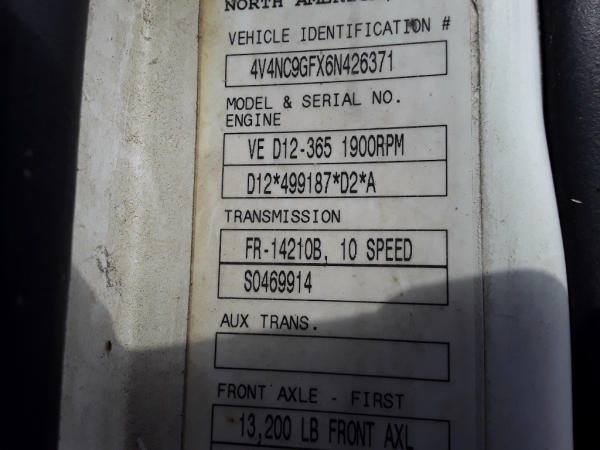 NORTH
VEHICLE IDENTIFICATION #
4V4NC9GFX6N426371
MODEL & SERIAL NO.
ENGINE
VE D12-365 1900RPM
D12*499187*D2*A
TRANSMISSION
FR-14210B, 10 SPEED
S0469914
AUX TRANS.
FRONT AXLE - FIRST
13,200 LB FRONT AXL